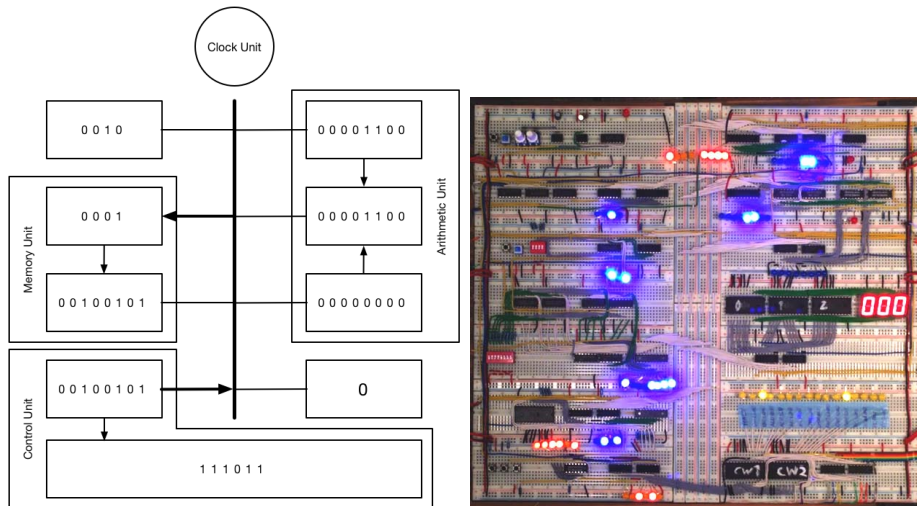 Clock Unit
0 0 1 0
0 0 0 0 1 1 0 0
Memory Unit
0 0 0 1
0 0 0 0 1 1 0 0
Arithmetic Unit
0 0 1 0 0 1 0 1
0 0 0 0 0 0 0 0
Control Unit
0 0 1 0 0 1 0 1
0
1 1 1 0 1 1
0 1 2
000
CW1 CW2